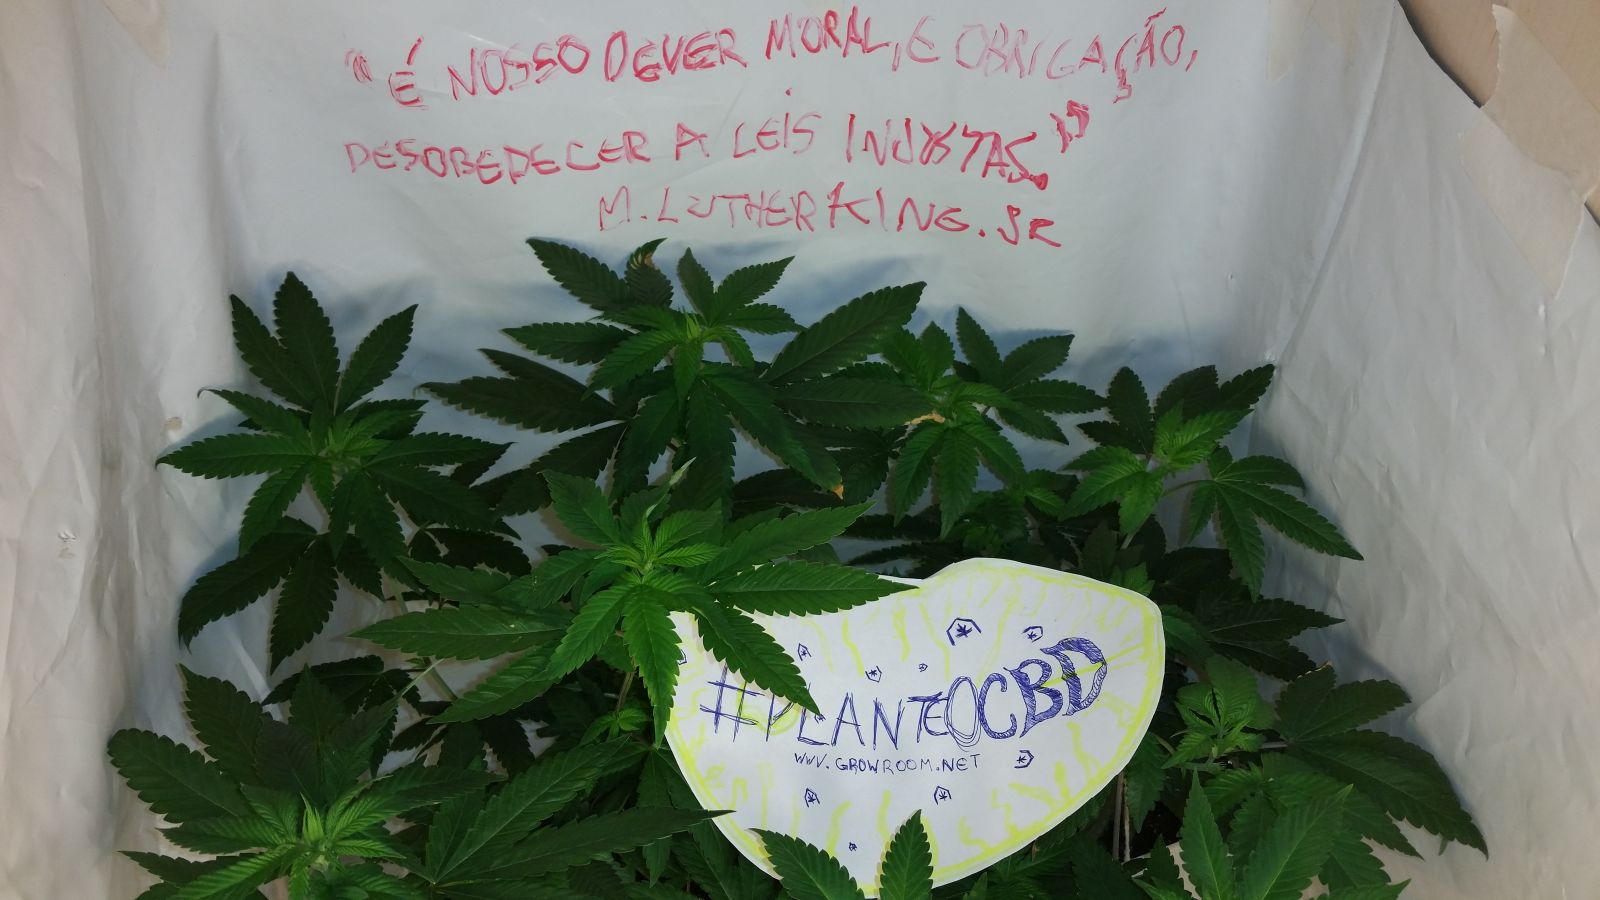 "É NOSSO DEVER MORAL, E OBRIGAÇÃO,
DESOBEDECER A LEIS INJUSTAS."
M. LUTHER KING. JR
#PLANTEOCBD
WWW.GROWROOM.NET